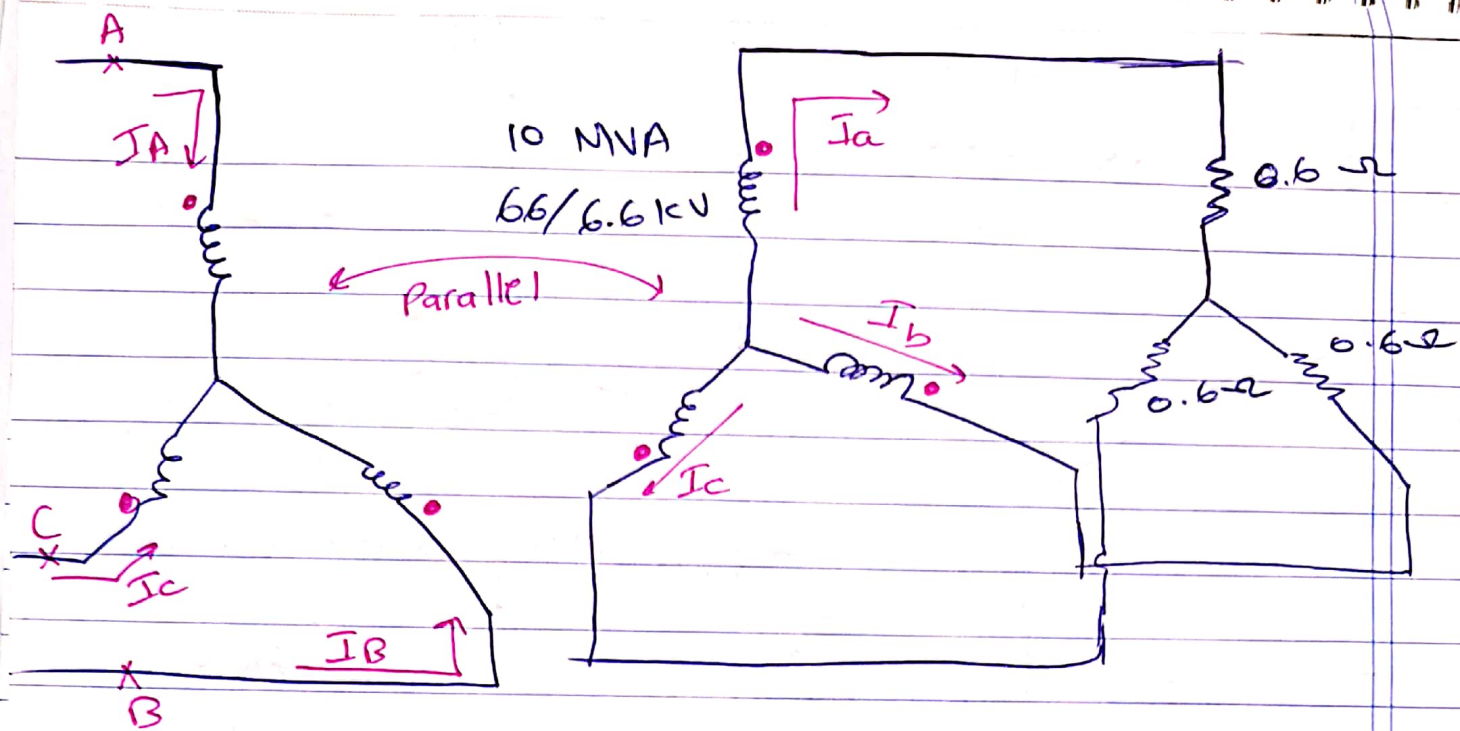 A
IA
10 MVA
66/6.6 kV
Parallel
Ia
0.6 Ω
Ib
0.6 Ω
0.6 Ω
Ic
C
Ic
IB
B